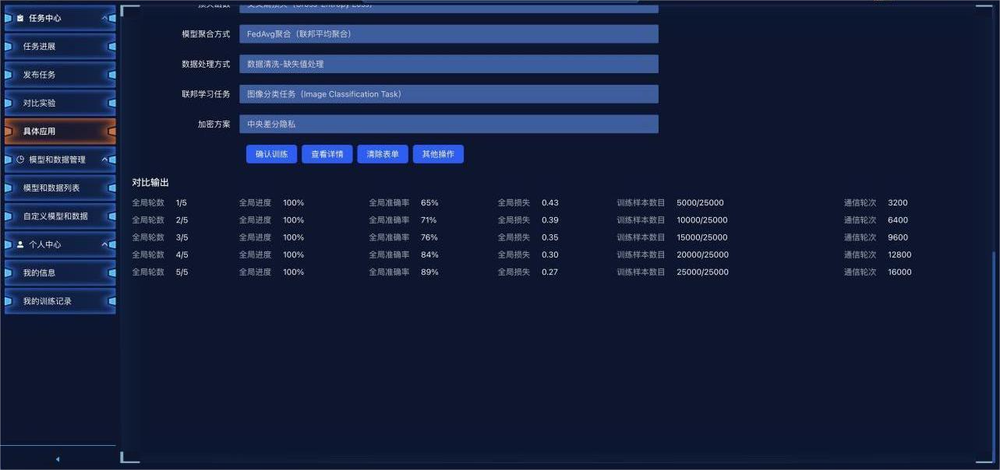 任务中心
任务进展
发布任务
对比实验
具体应用
模型和数据管理
模型和数据列表
自定义模型和数据
个人中心
我的信息
我的训练记录
损失函数 交叉熵损失（Cross-Entropy Loss）
模型聚合方式 FedAvg聚合（联邦平均聚合）
数据处理方式 数据清洗-缺失值处理
联邦学习任务 图像分类任务（Image Classification Task）
加密方案 中央差分隐私
确认训练 查看详情 清除表单 其他操作
对比输出
全局轮数 1/5 全局进度 100% 全局准确率 65% 全局损失 0.43 训练样本数目 5000/25000 通信轮次 3200
全局轮数 2/5 全局进度 100% 全局准确率 71% 全局损失 0.39 训练样本数目 10000/25000 通信轮次 6400
全局轮数 3/5 全局进度 100% 全局准确率 76% 全局损失 0.35 训练样本数目 15000/25000 通信轮次 9600
全局轮数 4/5 全局进度 100% 全局准确率 84% 全局损失 0.30 训练样本数目 20000/25000 通信轮次 12800
全局轮数 5/5 全局进度 100% 全局准确率 89% 全局损失 0.27 训练样本数目 25000/25000 通信轮次 16000